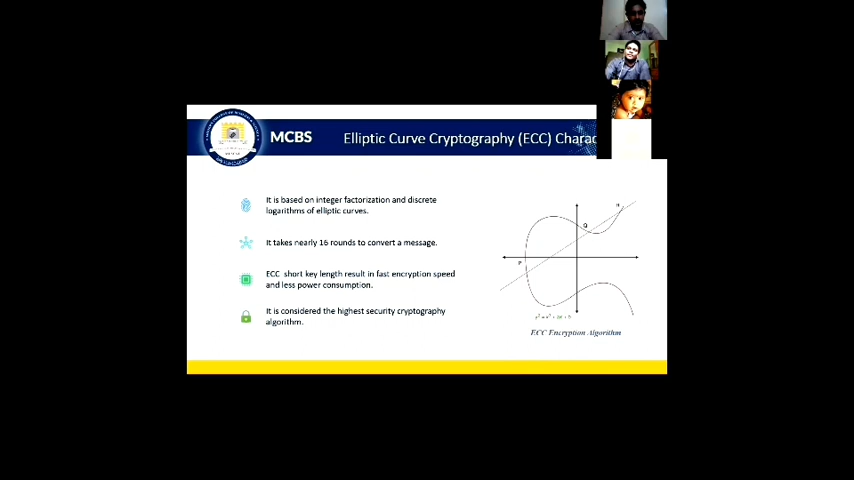 MCBS
Elliptic Curve Cryptography (ECC) Charac
It is based on integer factorization and discrete
logarithms of elliptic curves.
It takes nearly 16 rounds to convert a message.
ECC short key length result in fast encryption speed
and less power consumption.
It is considered the highest security cryptography
algorithm.
R
Q
P
ECC Encryption Algorithm